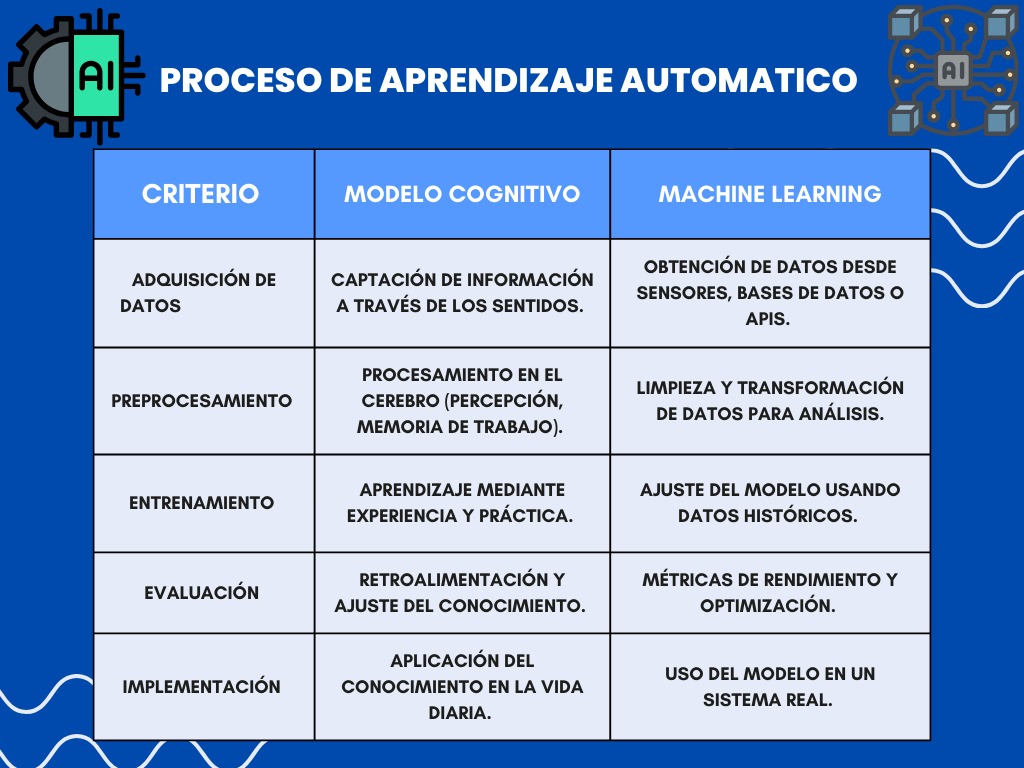 AI
PROCESO DE APRENDIZAJE AUTOMATICO
AI
CRITERIO
MODELO COGNITIVO
MACHINE LEARNING
ADQUISICIÓN DE
DATOS
CAPTACIÓN DE INFORMACIÓN
A TRAVÉS DE LOS SENTIDOS.
OBTENCIÓN DE DATOS DESDE
SENSORES, BASES DE DATOS O
APIS.
PREPROCESAMIENTO
PROCESAMIENTO EN EL
CEREBRO (PERCEPCIÓN,
MEMORIA DE TRABAJO).
LIMPIEZA Y TRANSFORMACIÓN
DE DATOS PARA ANÁLISIS.
ENTRENAMIENTO
APRENDIZAJE MEDIANTE
EXPERIENCIA Y PRÁCTICA.
AJUSTE DEL MODELO USANDO
DATOS HISTÓRICOS.
EVALUACIÓN
RETROALIMENTACIÓN Y
AJUSTE DEL CONOCIMIENTO.
MÉTRICAS DE RENDIMIENTO Y
OPTIMIZACIÓN.
IMPLEMENTACIÓN
APLICACIÓN DEL
CONOCIMIENTO EN LA VIDA
DIARIA.
USO DEL MODELO EN UN
SISTEMA REAL.